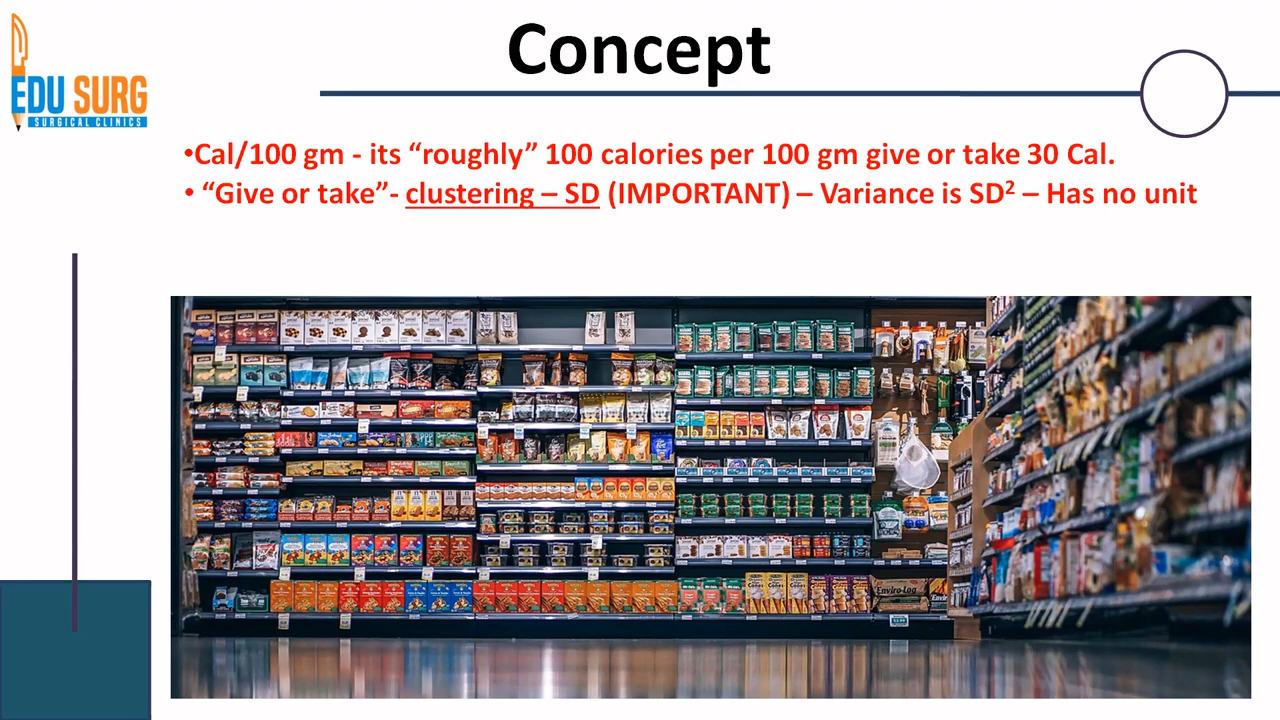 Concept
EDU SURG
SURGICAL CLINICS
•Cal/100 gm - its “roughly” 100 calories per 100 gm give or take 30 Cal.
• “Give or take”- clustering – SD (IMPORTANT) – Variance is SD² – Has no unit
Enviro-Log